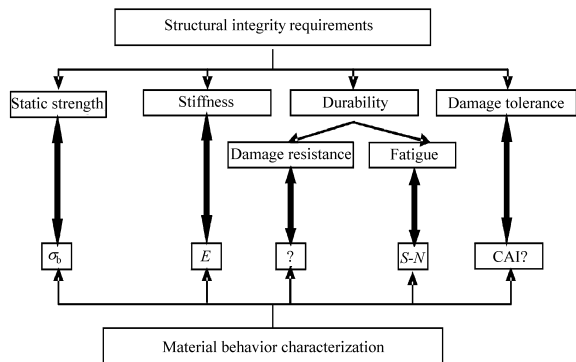 Structural integrity requirements
Static strength
Stiffness
Durability
Damage tolerance
Damage resistance
Fatigue
σb
E
?
S-N
CAI?
Material behavior characterization